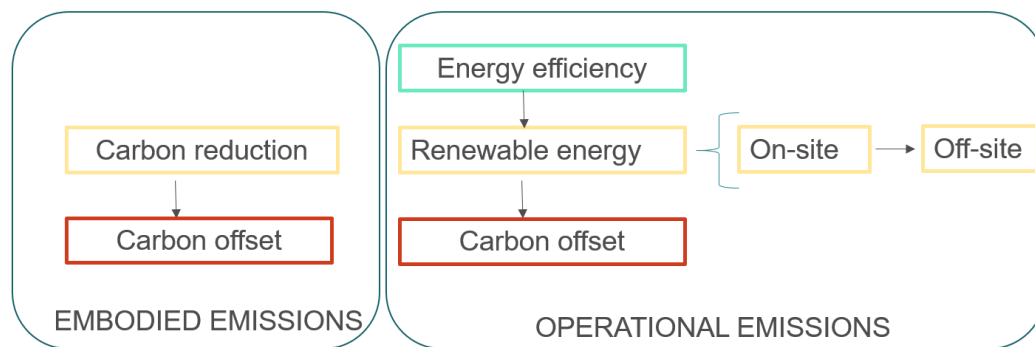 Carbon reduction
Carbon offset
EMBODIED EMISSIONS
Energy efficiency
Renewable energy
On-site
Off-site
Carbon offset
OPERATIONAL EMISSIONS